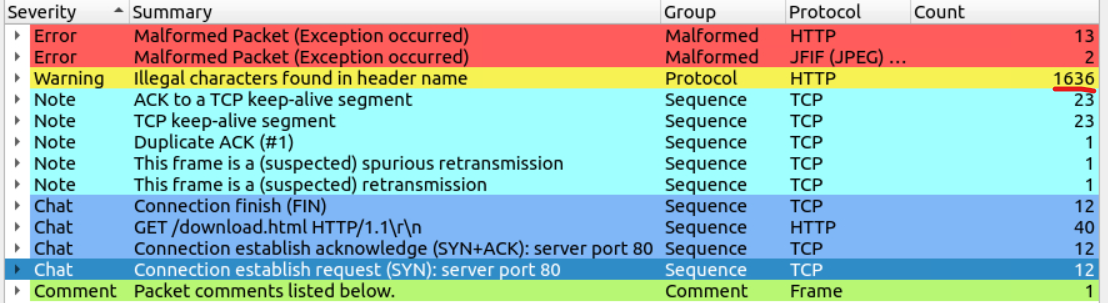 Severity Summary Group Protocol Count
Error Malformed Packet (Exception occurred) Malformed HTTP 13
Error Malformed Packet (Exception occurred) Malformed JFIF (JPEG) ... 2
Warning Illegal characters found in header name Protocol HTTP 1636
Note ACK to a TCP keep-alive segment Sequence TCP 23
Note TCP keep-alive segment Sequence TCP 23
Note Duplicate ACK (#1) Sequence TCP 1
Note This frame is a (suspected) spurious retransmission Sequence TCP 1
Note This frame is a (suspected) retransmission Sequence TCP 1
Chat Connection finish (FIN) Sequence TCP 12
Chat GET /download.html HTTP/1.1\r\n Sequence HTTP 40
Chat Connection establish acknowledge (SYN+ACK): server port 80 Sequence TCP 12
Chat Connection establish request (SYN): server port 80 Sequence TCP 12
Comment Packet comments listed below. Comment Frame 1